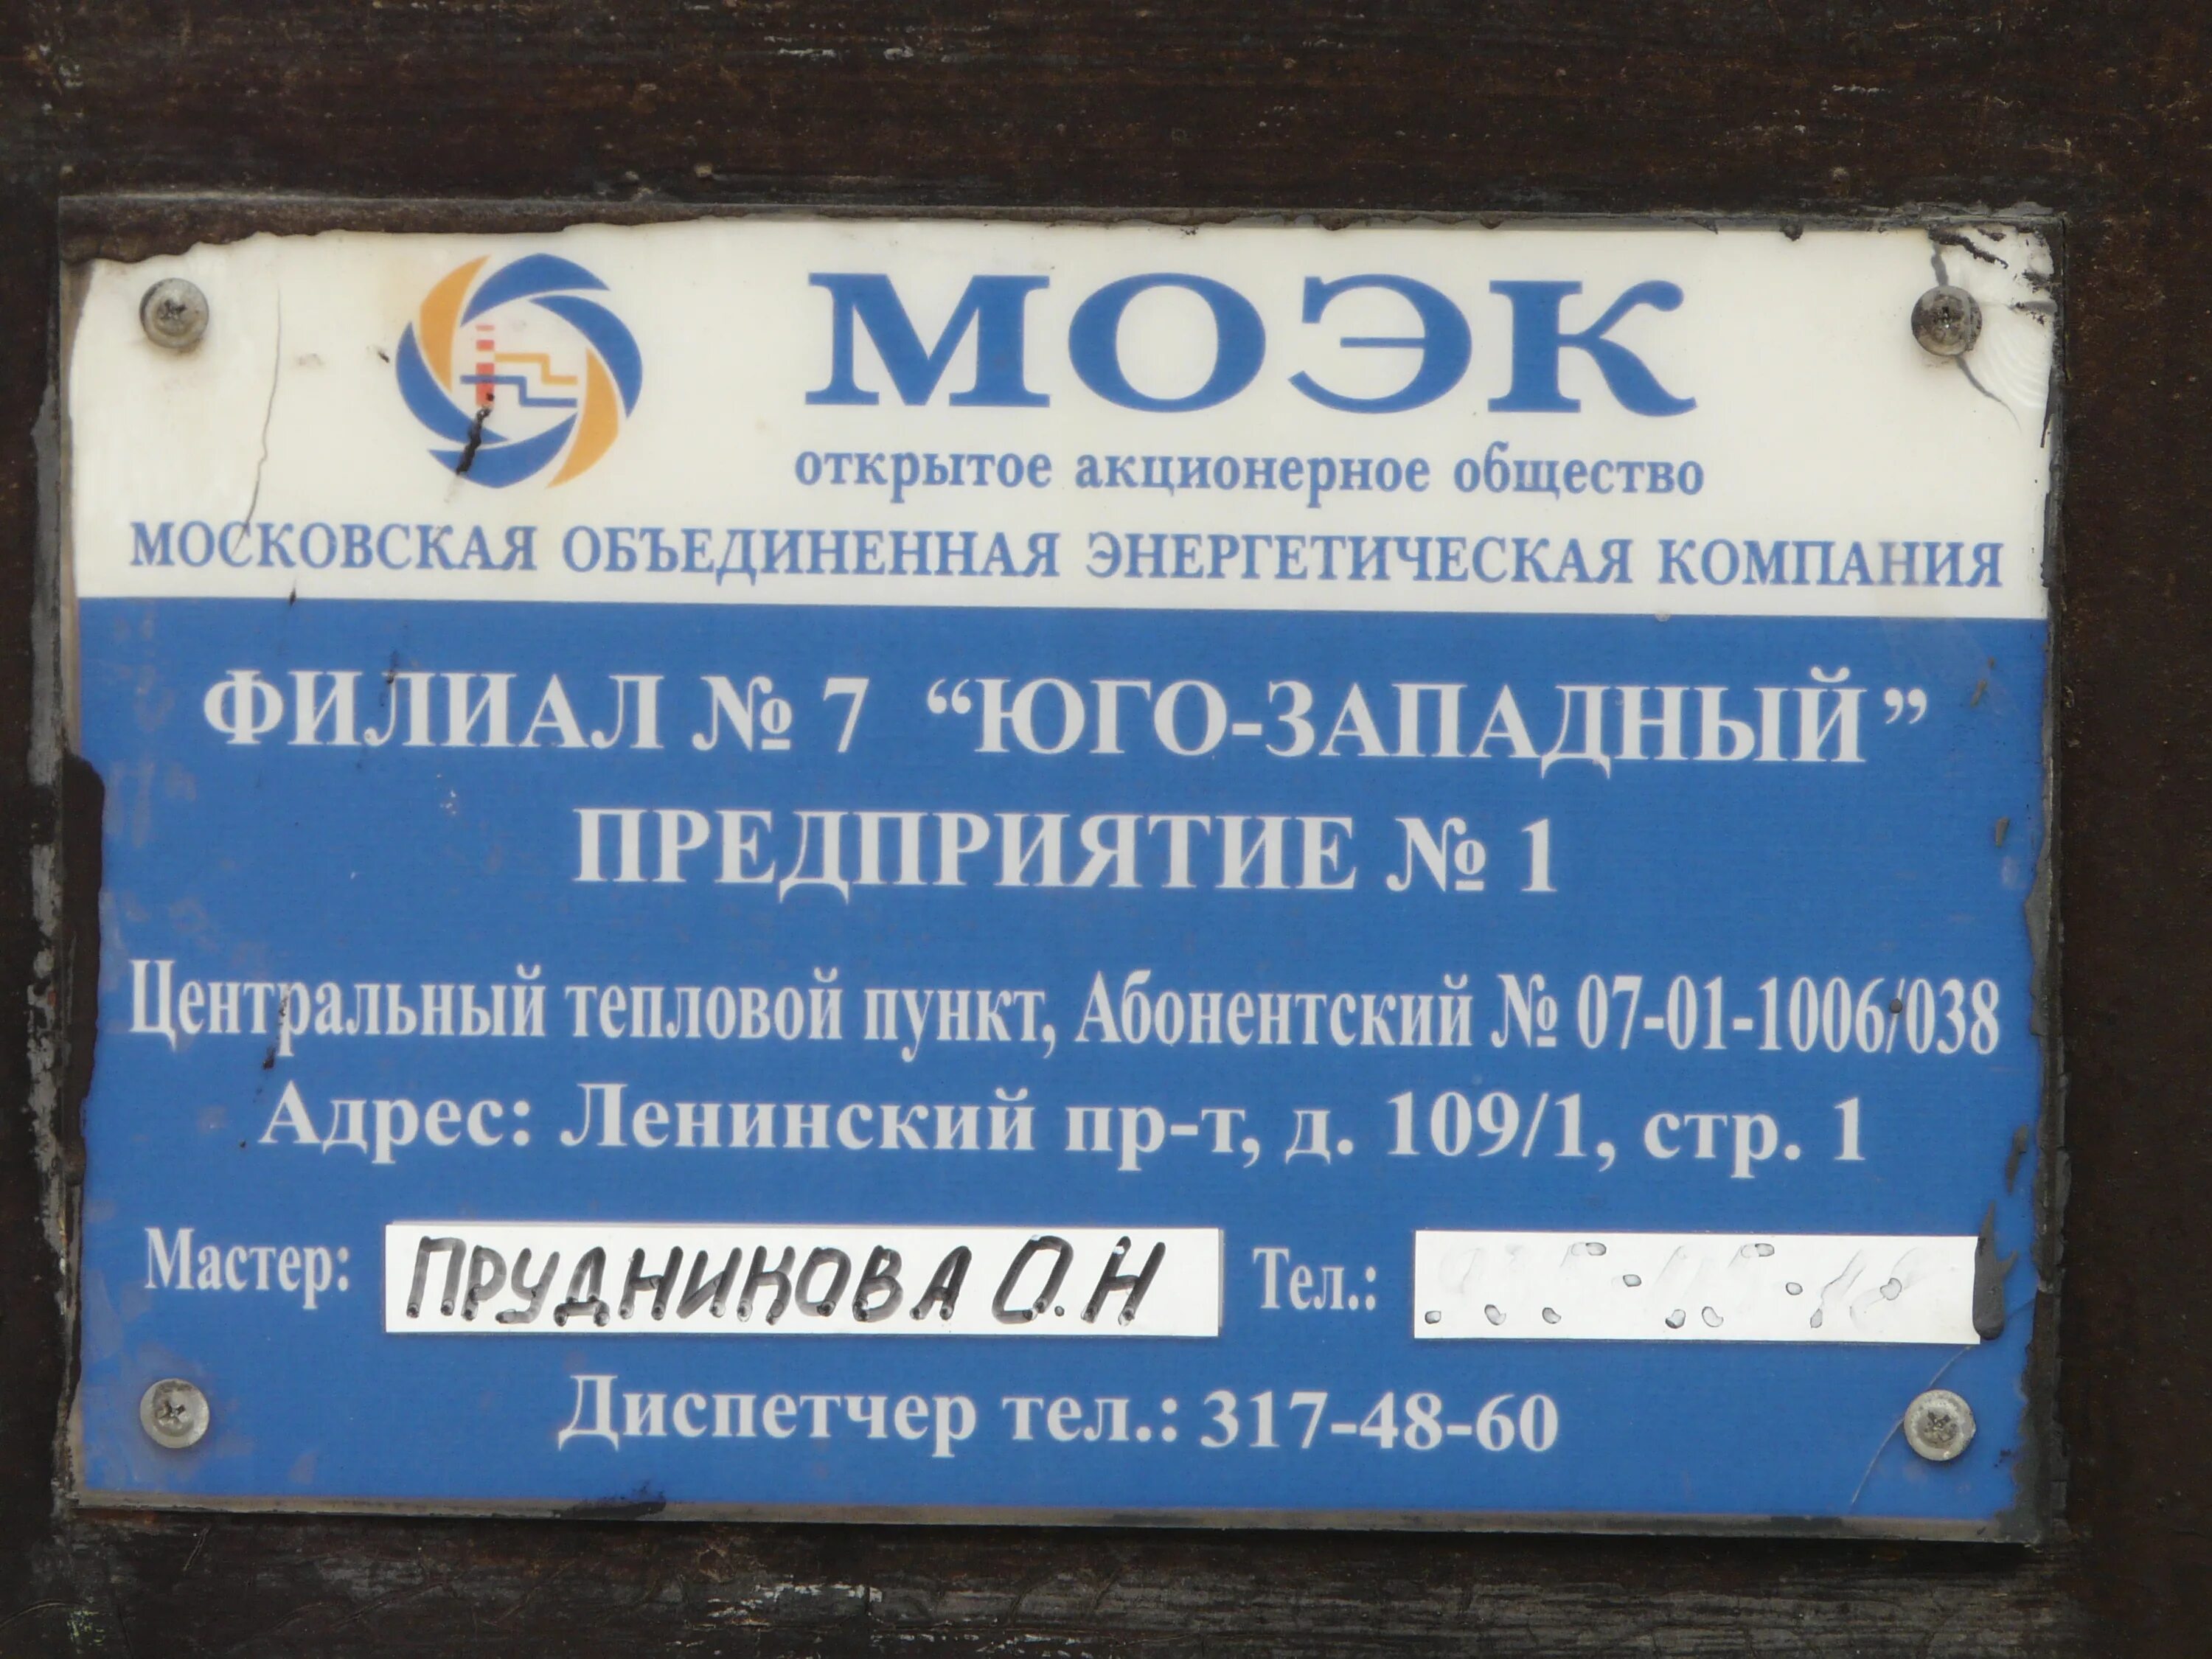 МОЭК
открытое акционерное общество
МОСКОВСКАЯ ОБЪЕДИНЕННАЯ ЭНЕРГЕТИЧЕСКАЯ КОМПАНИЯ
ФИЛИАЛ № 7 “ЮГО-ЗАПАДНЫЙ”
ПРЕДПРИЯТИЕ № 1
Центральный тепловой пункт, Абонентский № 07-01-1006/038
Адрес: Ленинский пр-т, д. 109/1, стр. 1
Мастер: ПРУДНИКОВА О.Н Тел.:
Диспетчер тел.: 317-48-60